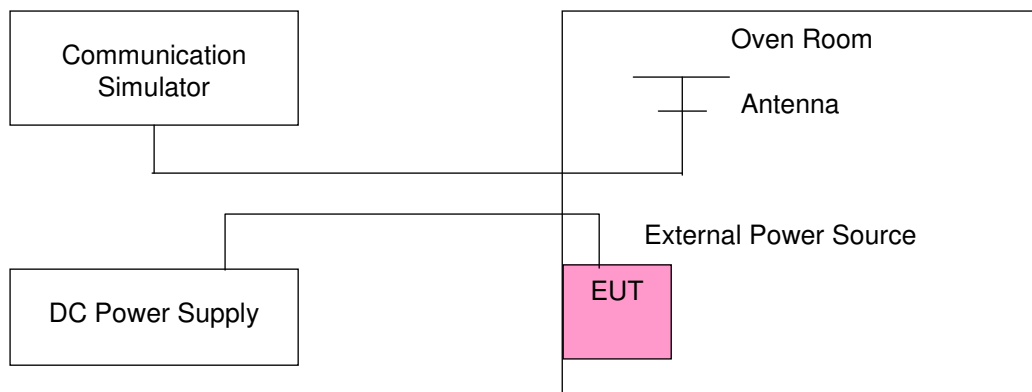 Communication
Simulator
Oven Room
Antenna
External Power Source
EUT
DC Power Supply